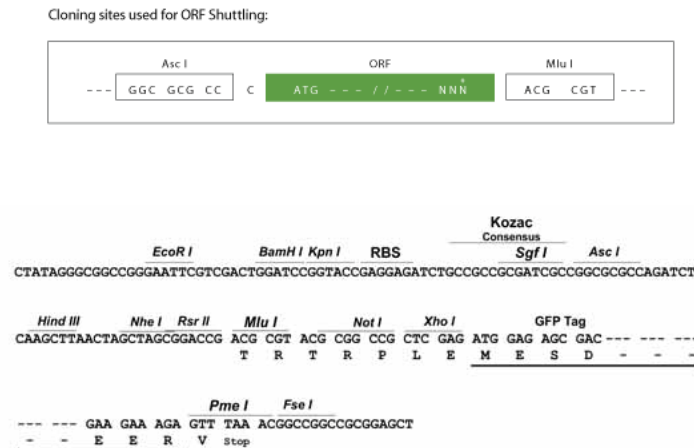 Cloning sites used for ORF Shuttling:
Asc I ORF Mlu I
--- GGC GCG CC C ATG --- // --- NNN* ACG CGT ---
Kozac
Consensus
EcoR I BamH I Kpn I RBS Sgf I Asc I
CTATAGGGCGGCCGGGAATTCGTCGACTGGATCCGGTACCGAGGAGATCTGCCGCCGCGATCGCCGGCGCGCCAGATCT
Hind III Nhe I Rsr II Mlu I Not I Xho I GFP Tag
CAAGCTTAACTAGCTAGCGGACCG ACG CGT ACG CGG CCG CTC GAG ATG GAG AGC GAC --- --- ---
T R T R P L E M E S D - - -
Pme I Fse I
--- --- GAA GAA AGA GTT TAA ACGGCCGGCCGCGGAGCT
- - E E R V Stop